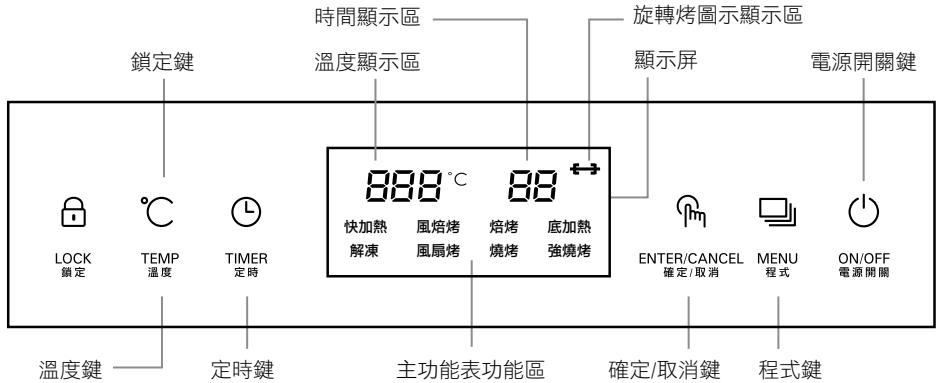 時間顯示區
旋轉烤圖示顯示區
鎖定鍵
溫度顯示區
顯示屏
電源開關鍵
888 °C 88
快加熱 風焙烤 焙烤 底加熱
解凍 風扇烤 燒烤 強燒烤
LOCK
鎖定
℃
TEMP
溫度
TIMER
定時
ENTER/CANCEL
確定/取消
MENU
程式
ON/OFF
電源開關
溫度鍵
定時鍵
主功能表功能區
確定/取消鍵
程式鍵